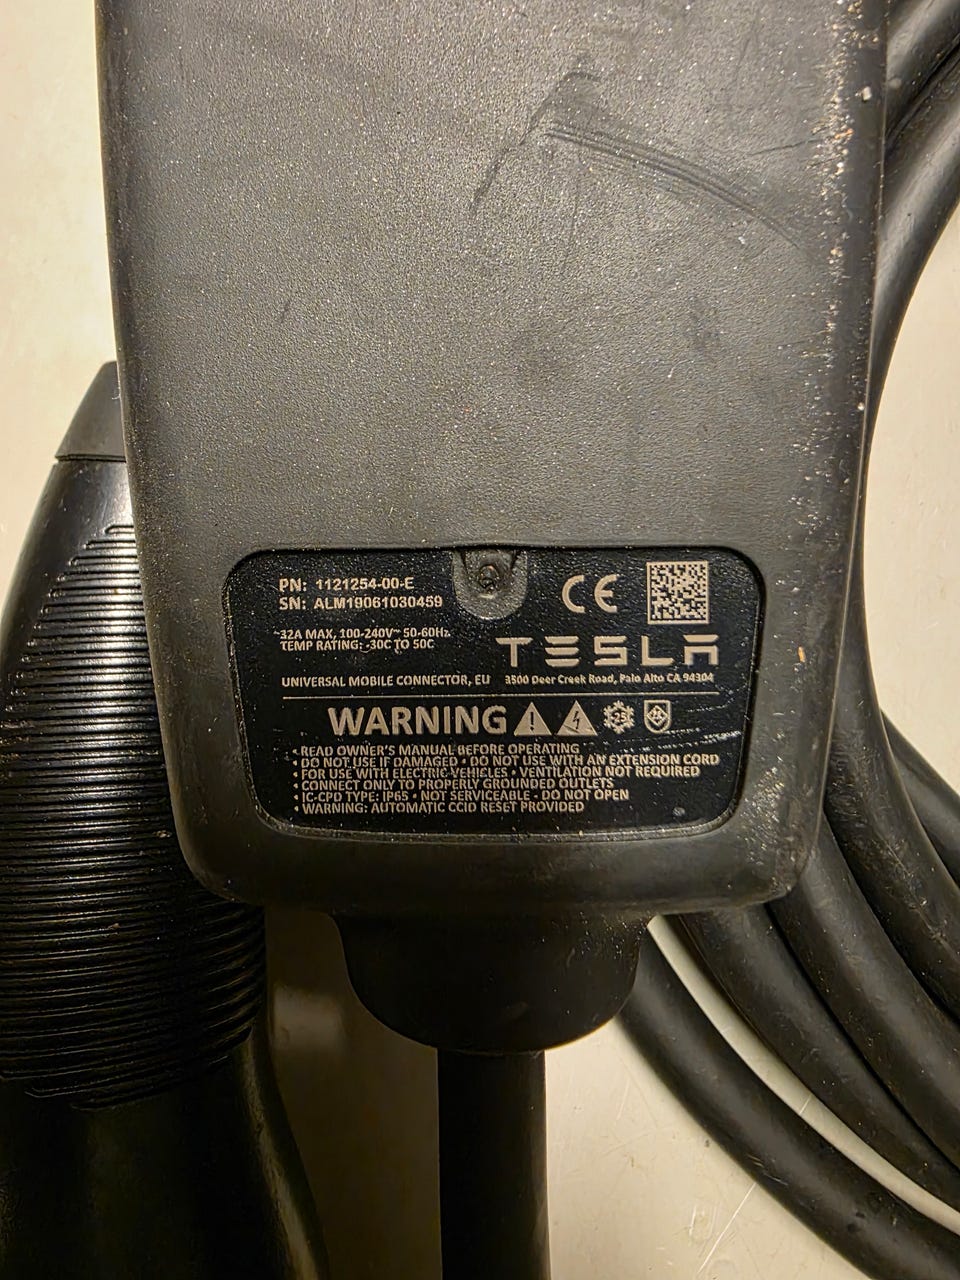 PN: 1121254-00-E
SN: ALM19061030459
CE
~32A MAX, 100-240V~ 50-60Hz
TEMP RATING: -30C TO 50C
TESLA
UNIVERSAL MOBILE CONNECTOR, EU
3500 Deer Creek Road, Palo Alto CA 94304
WARNING
25
• READ OWNER'S MANUAL BEFORE OPERATING
• DO NOT USE IF DAMAGED • DO NOT USE WITH AN EXTENSION CORD
• FOR USE WITH ELECTRIC VEHICLES • VENTILATION NOT REQUIRED
• CONNECT ONLY TO PROPERLY GROUNDED OUTLETS
• IC-CPD TYPE: IP65 • NOT SERVICEABLE • DO NOT OPEN
• WARNING: AUTOMATIC CCID RESET PROVIDED